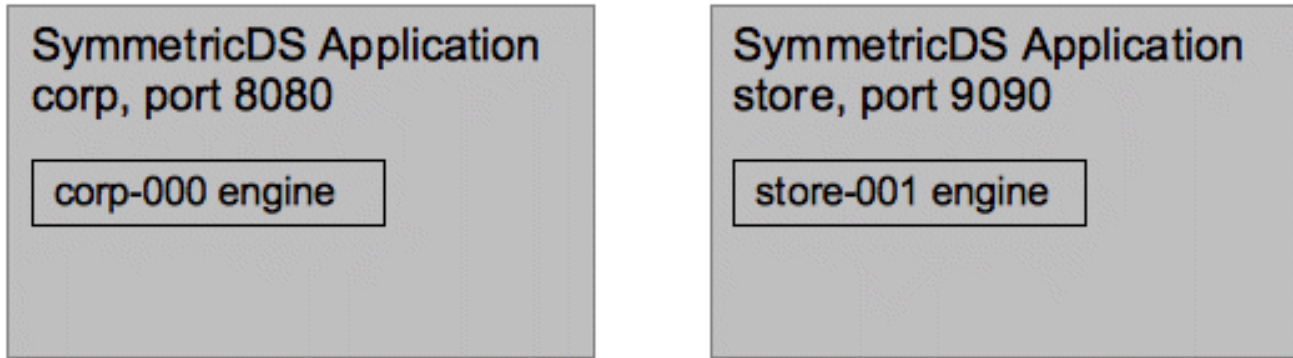 SymmetricDS Application
corp, port 8080
corp-000 engine
SymmetricDS Application
store, port 9090
store-001 engine